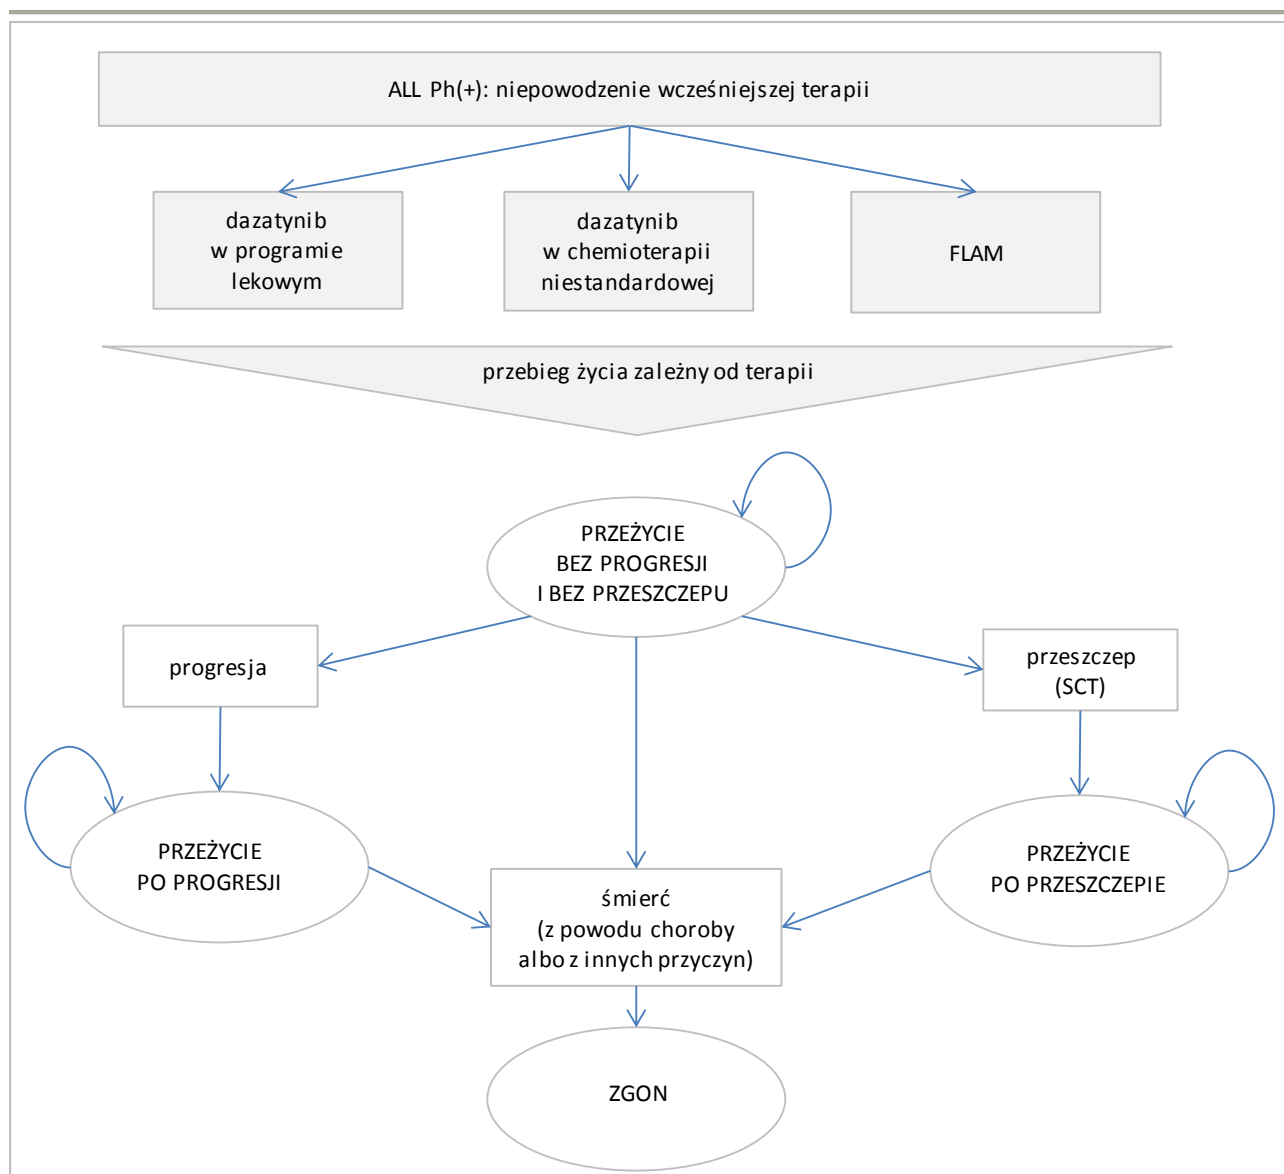 ALL Ph(+): niepowodzenie wcześniejszej terapii
dazatynib
w programie
lekowym
dazatynib
w chemioterapii
niestandardowej
FLAM
przebieg życia zależny od terapii
PRZEŻYCIE
BEZ PROGRESJI
I BEZ PRZESZCZEPU
progresja
przeszczep
(SCT)
PRZEŻYCIE
PO PROGRESJI
PRZEŻYCIE
PO PRZESZCZEPIE
śmierć
(z powodu choroby
albo z innych przyczyn)
ZGON